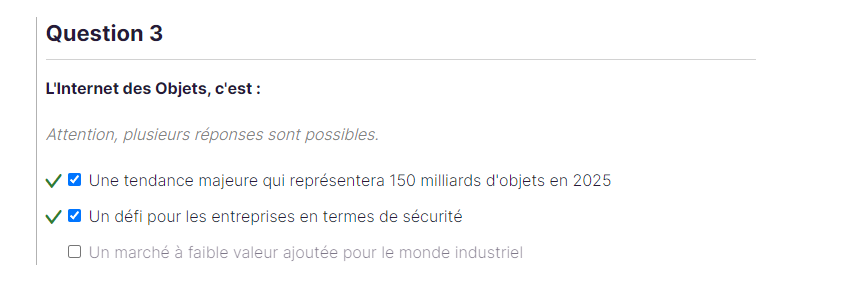 Question 3
L'Internet des Objets, c'est :
Attention, plusieurs réponses sont possibles.
Une tendance majeure qui représentera 150 milliards d'objets en 2025
Un défi pour les entreprises en termes de sécurité
Un marché à faible valeur ajoutée pour le monde industriel